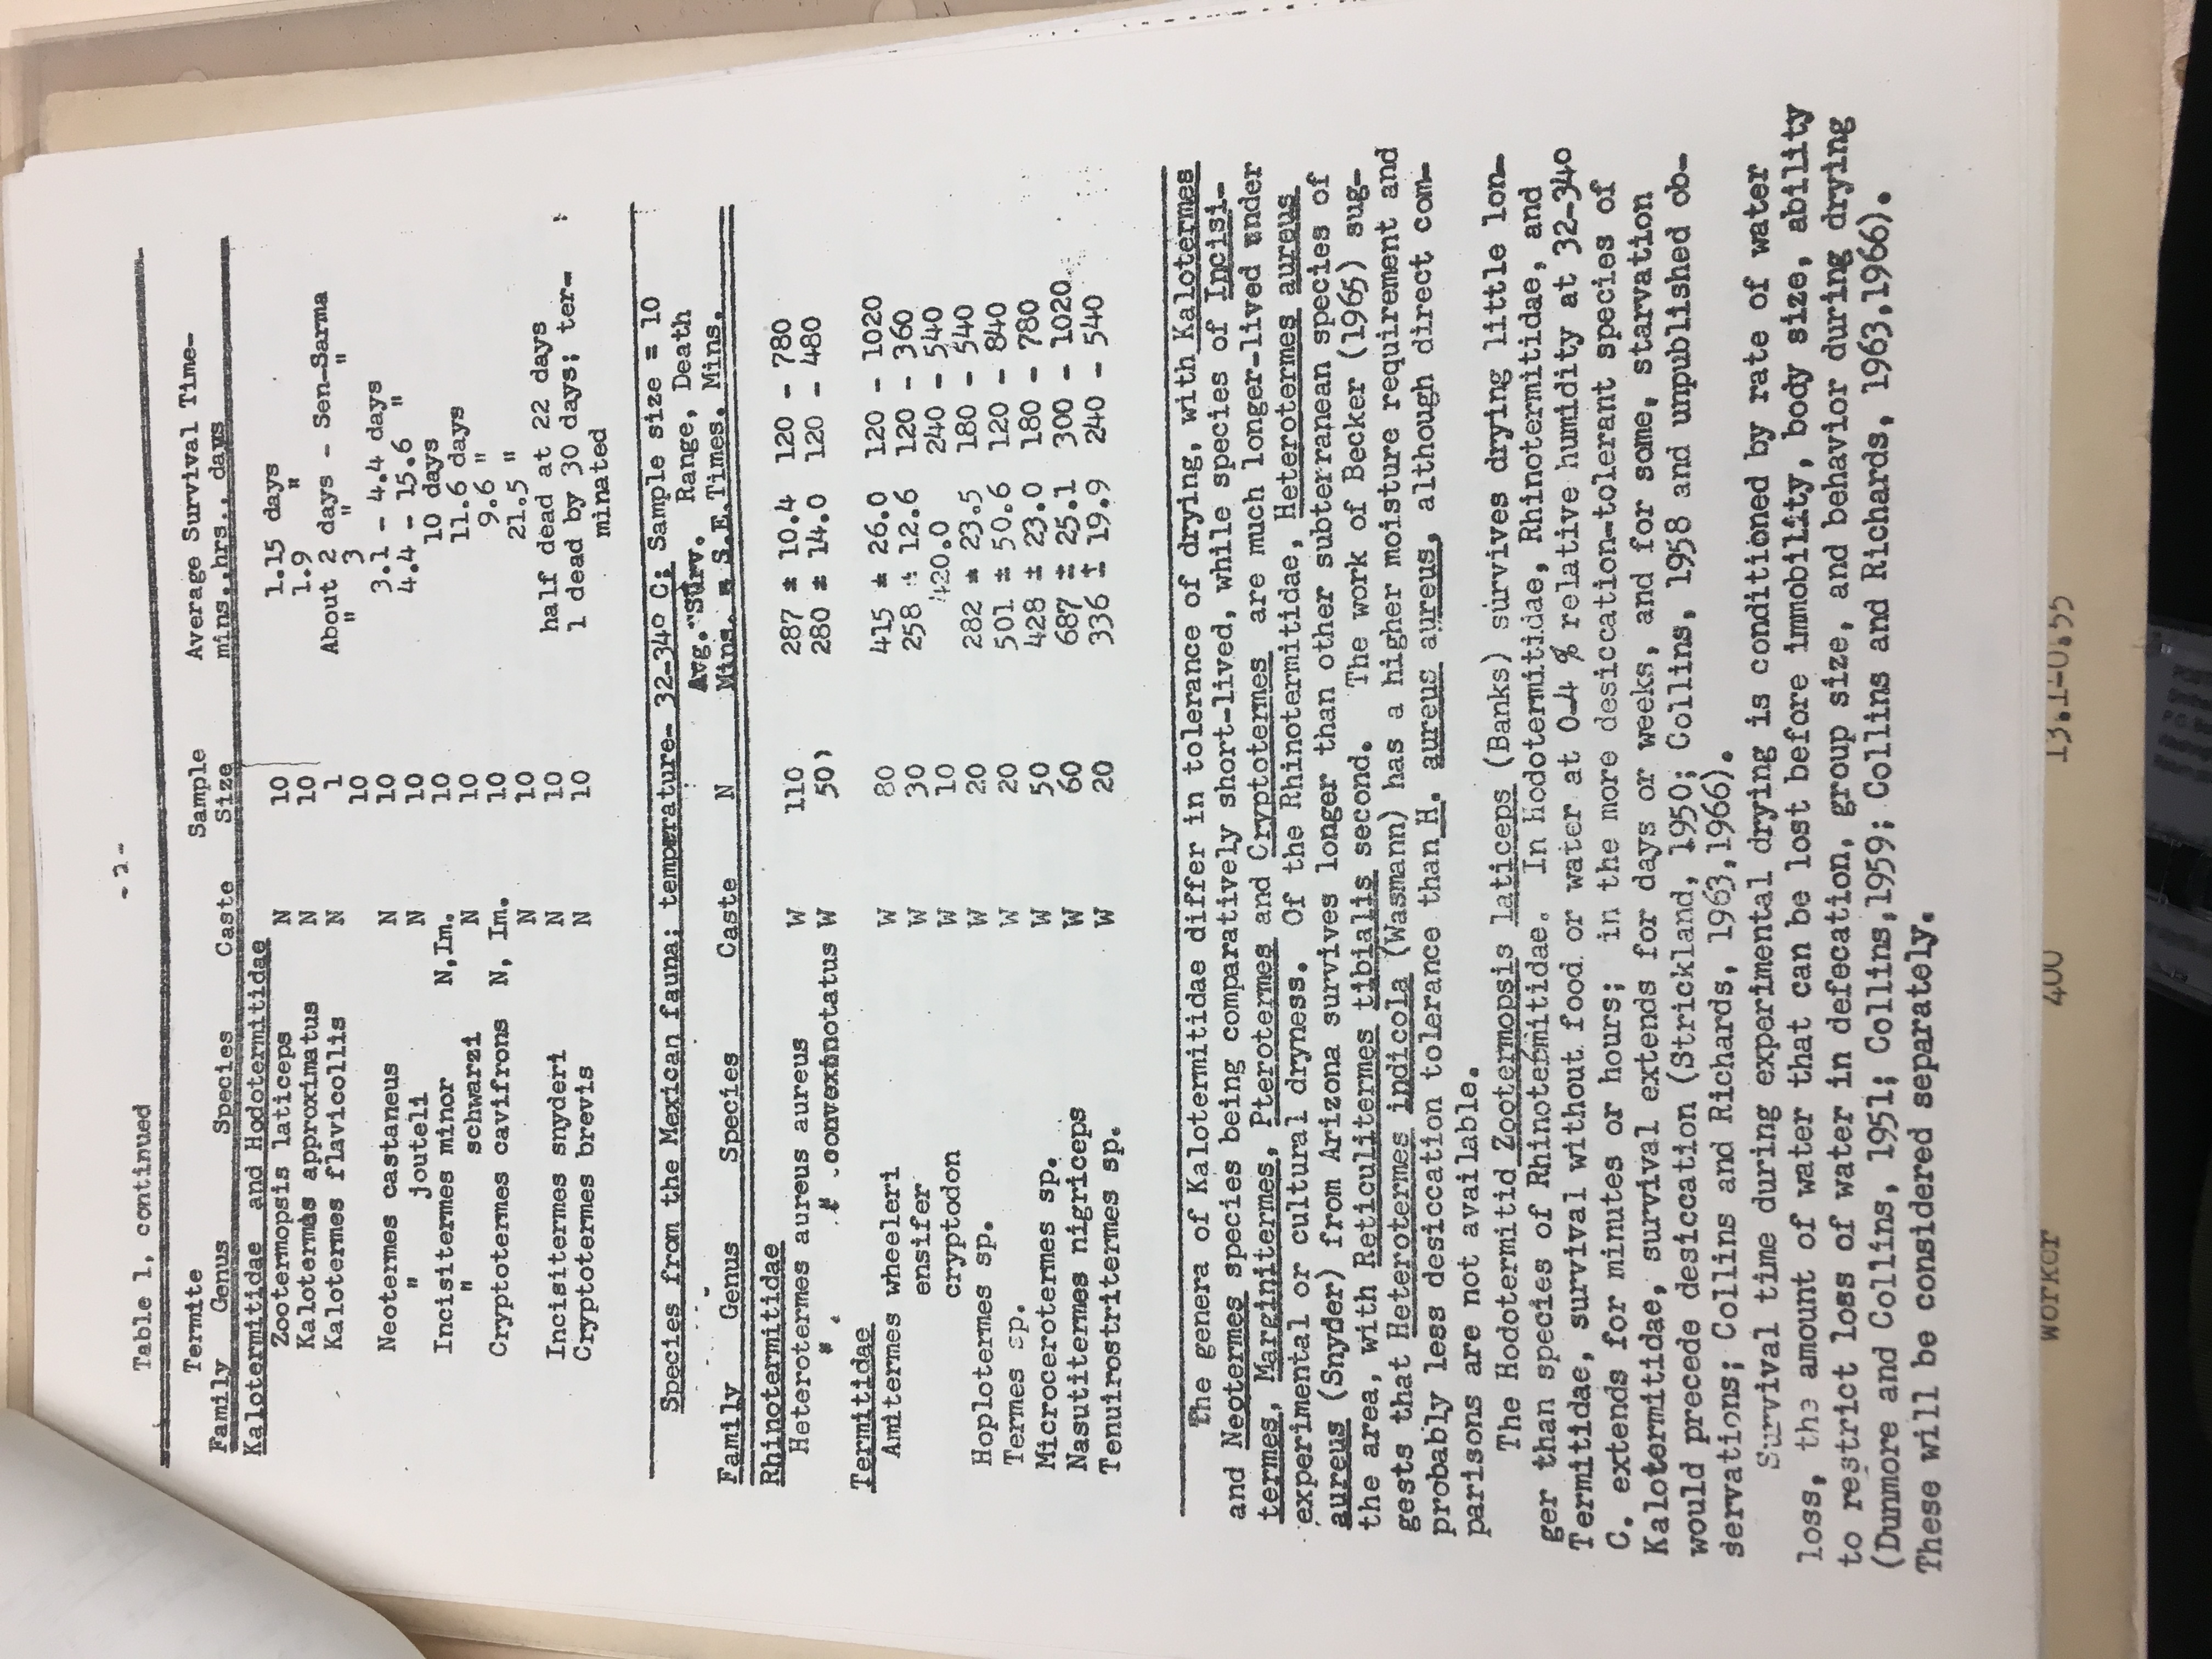 - 2 -
Table 1, continued
Termite Sample Average Survival Time-
Family Genus Species Caste Size mins.,hrs., days
Kalotermitidae and Hodotermitidae
Zootermopsis laticeps N 10 1.15 days
Kalotermes approximatus N 10 1.9 "
Kalotermes flavicollis N 1 About 2 days - Sen-Sarma
10 " 3 " "
Neotermes castaneus N 10 3.1 - 4.4 days
" jouteli N 10 4.4 - 15.6 "
Incisitermes minor N,Im. 10 10 days
" schwarzi N 10 11.6 days
Cryptotermes cavifrons N, Im. 10 9.6 "
N 10 21.5 "
Incisitermes snyderi N 10 half dead at 22 days
Cryptotermes brevis N 10 1 dead by 30 days; ter-
minated
Species from the Mexican fauna; temperature- 32-34º C; Sample size = 10
Avg. Surv. Range, Death
Family Genus Species Caste N Mins. ± S.E. Times. Mins.
Rhinotermitidae
Heterotermes aureus aureus W 110 287 ± 10.4 120 - 780
" " convexinotatus W 50) 280 ± 14.0 120 - 480
Termitidae
Amitermes wheeleri W 80 415 ± 26.0 120 - 1020
ensifer W 30 258 ± 12.6 120 - 360
cryptodon W 10 420.0 240 - 540
Hoplotermes sp. W 20 282 ± 23.5 180 - 540
Termes sp. W 20 501 ± 50.6 120 - 840
Microcerotermes sp. W 50 428 ± 23.0 180 - 780
Nasutitermes nigriceps W 60 687 ± 25.1 300 - 1020
Tenuirostritermes sp. W 20 336 ± 19.9 240 - 540
The genera of Kalotermitidae differ in tolerance of drying, with Kalotermes
and Neotermes species being comparatively short-lived, while species of Incisi-
termes, Marginitermes, Pterotermes and Cryptotermes are much longer-lived under
experimental or cultural dryness. Of the Rhinotermitidae, Heterotermes aureus
aureus (Snyder) from Arizona survives longer than other subterranean species of
the area, with Reticulitermes tibialis second. The work of Becker (1965) sug-
gests that Heterotermes indicola (Wasmann) has a higher moisture requirement and
probably less desiccation tolerance than H. aureus aureus, although direct com-
parisons are not available.
The Hodotermitid Zootermopsis laticeps (Banks) survives drying little lon-
ger than species of Rhinotermitidae. In Hodotermitidae, Rhinotermitidae, and
Termitidae, survival without food or water at 0-4 % relative humidity at 32-34º
C. extends for minutes or hours; in the more desiccation-tolerant species of
Kalotermitidae, survival extends for days or weeks, and for some, starvation
would precede desiccation (Strickland, 1950; Collins, 1958 and unpublished ob-
servations; Collins and Richards, 1963,1966).
Survival time during experimental drying is conditioned by rate of water
loss, the amount of water that can be lost before immobility, body size, ability
to restrict loss of water in defecation, group size, and behavior during drying
(Dunmore and Collins, 1951; Collins,1959; Collins and Richards, 1963,1966).
These will be considered separately.
worker 400 13.1-0.55